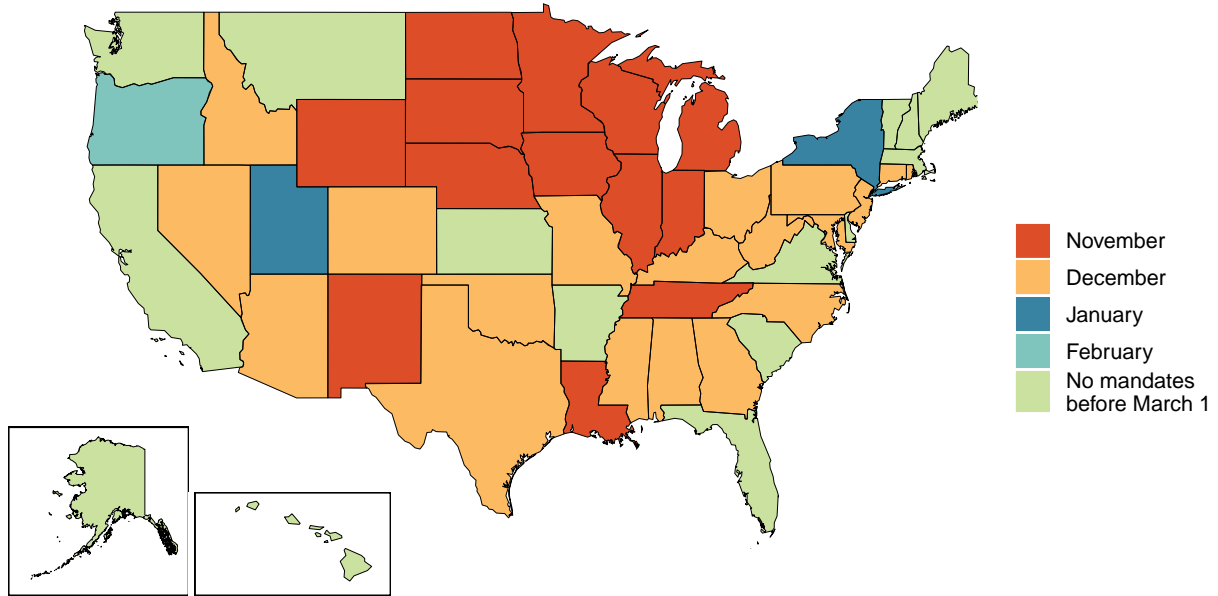 November
December
January
February
No mandates
before March 1